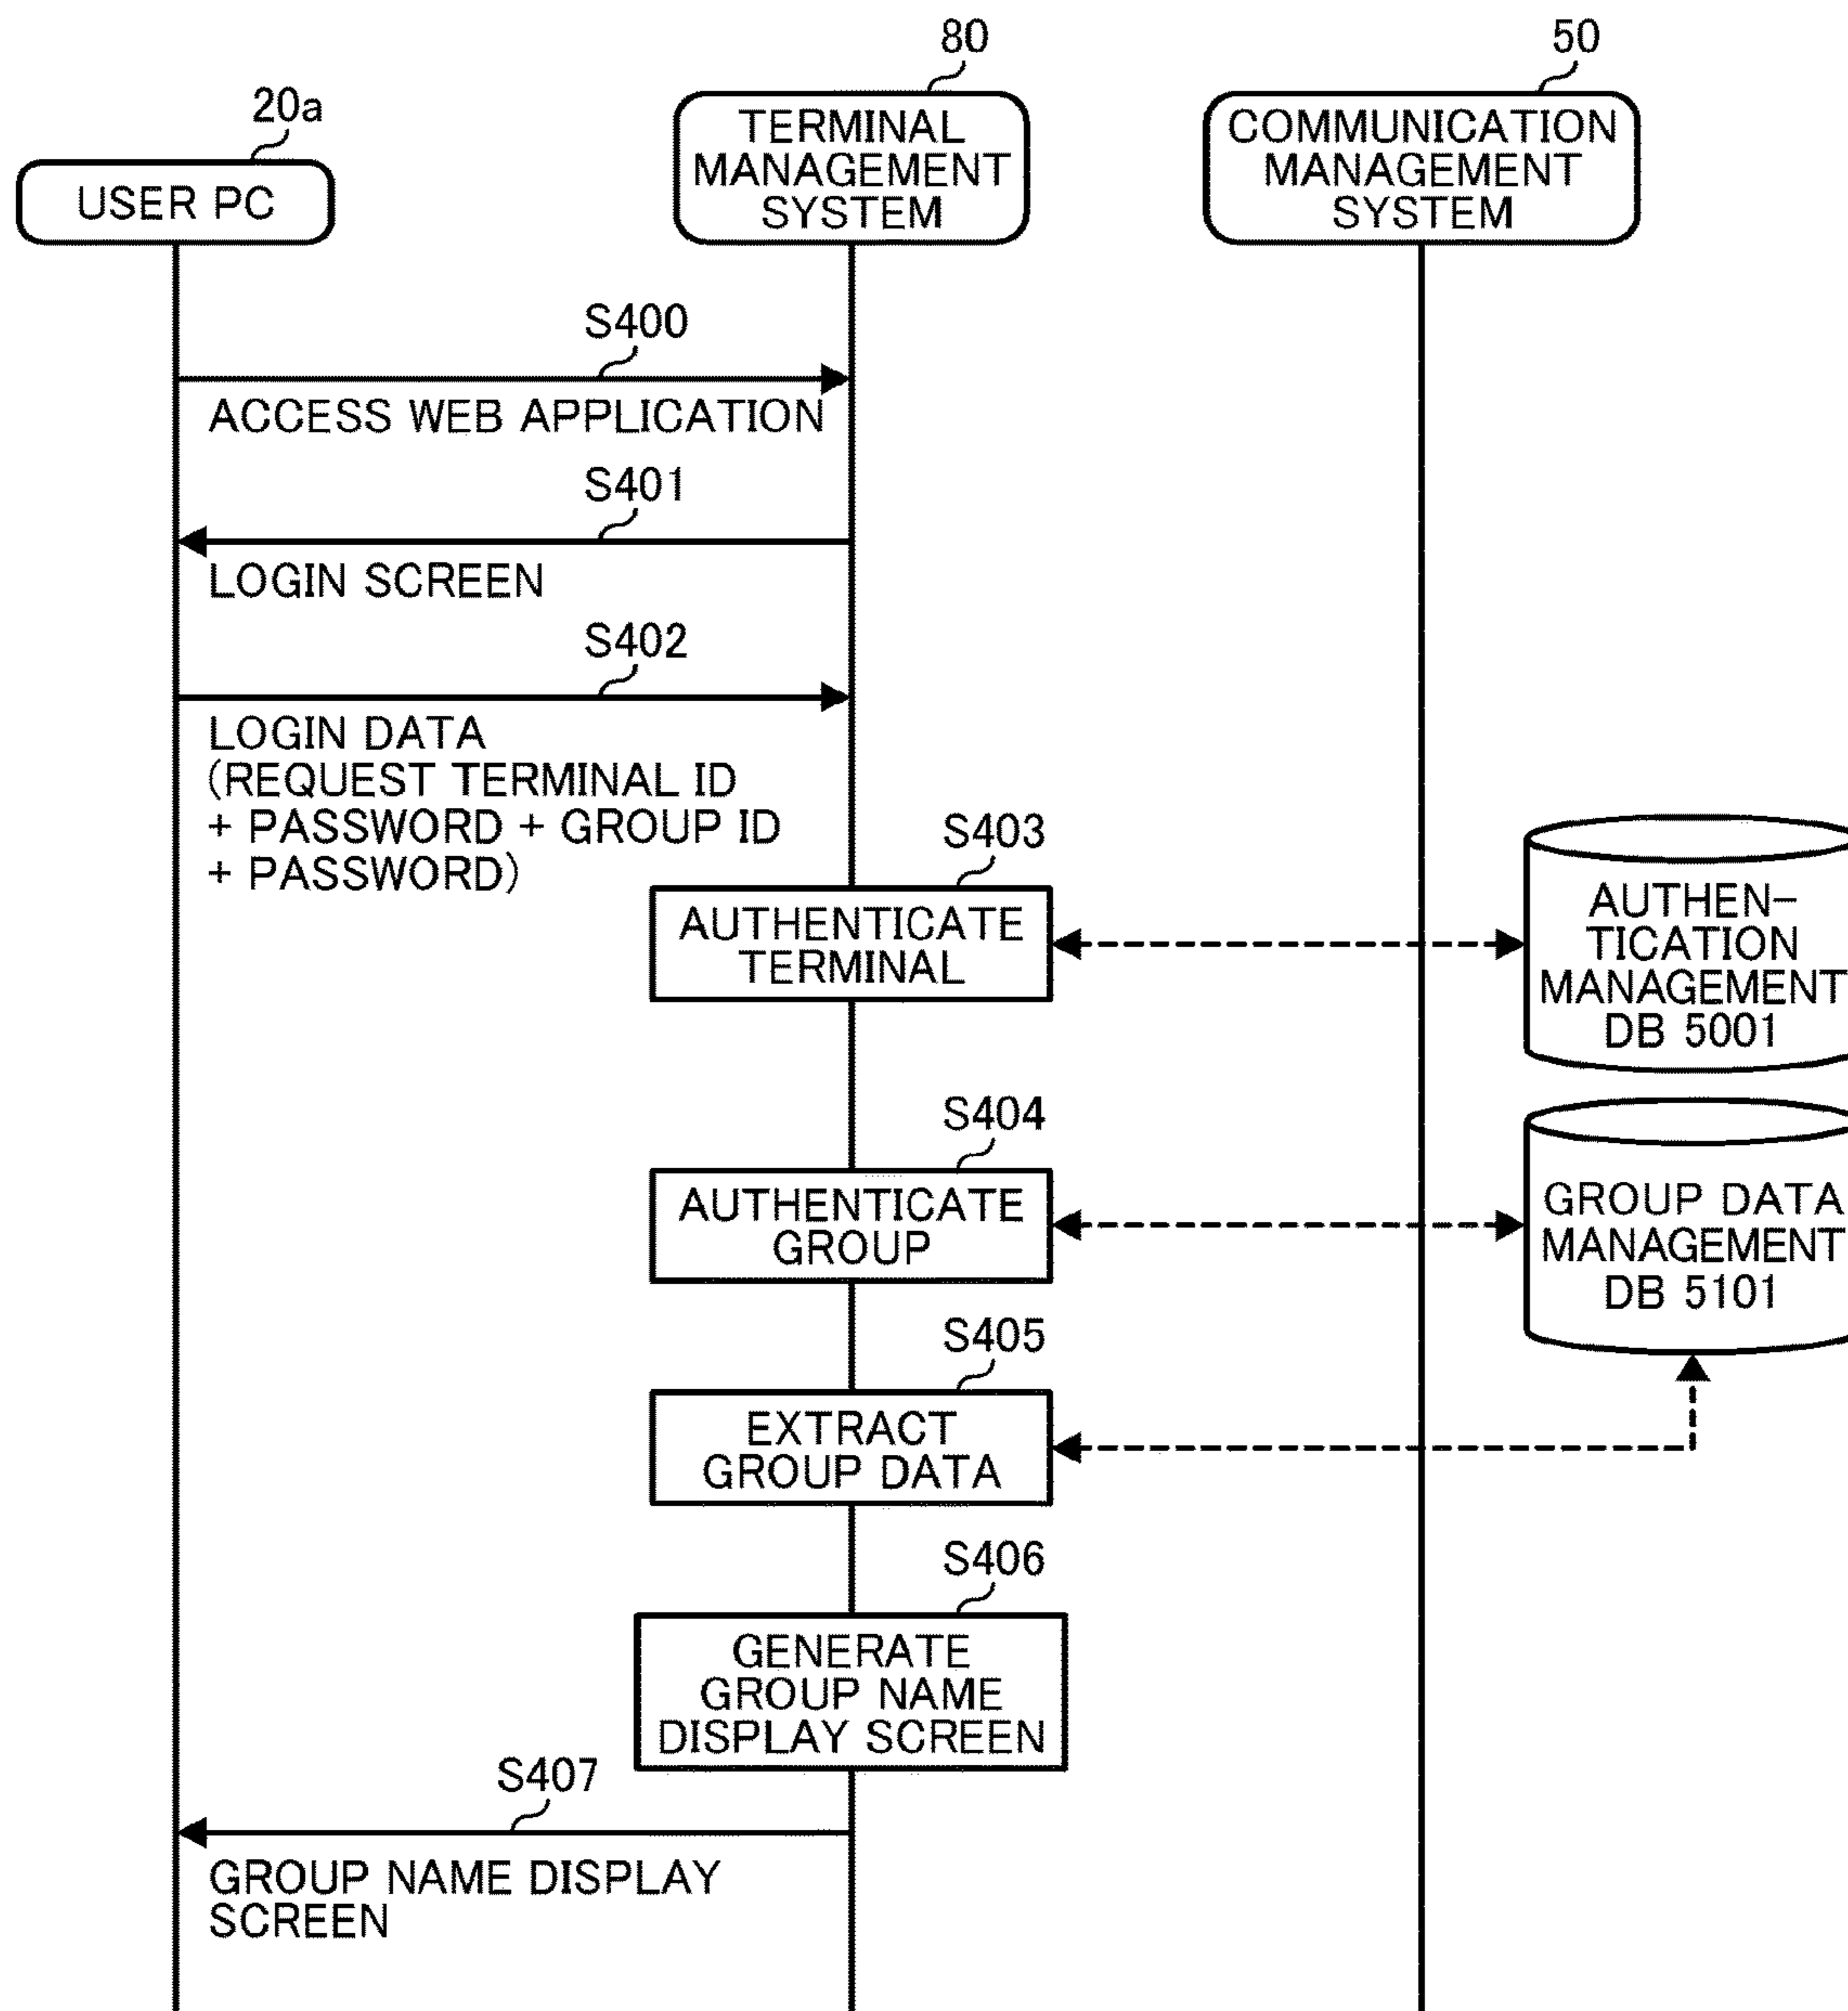 80
50
20a
TERMINAL
MANAGEMENT
SYSTEM
COMMUNICATION
MANAGEMENT
SYSTEM
USER PC
S400
ACCESS WEB APPLICATION
S401
LOGIN SCREEN
S402
LOGIN DATA
(REQUEST TERMINAL ID
+ PASSWORD + GROUP ID
+ PASSWORD)
S403
AUTHENTICATE
TERMINAL
AUTHEN-
TICATION
MANAGEMENT
DB 5001
S404
AUTHENTICATE
GROUP
GROUP DATA
MANAGEMENT
DB 5101
S405
EXTRACT
GROUP DATA
S406
GENERATE
GROUP NAME
DISPLAY SCREEN
S407
GROUP NAME DISPLAY
SCREEN